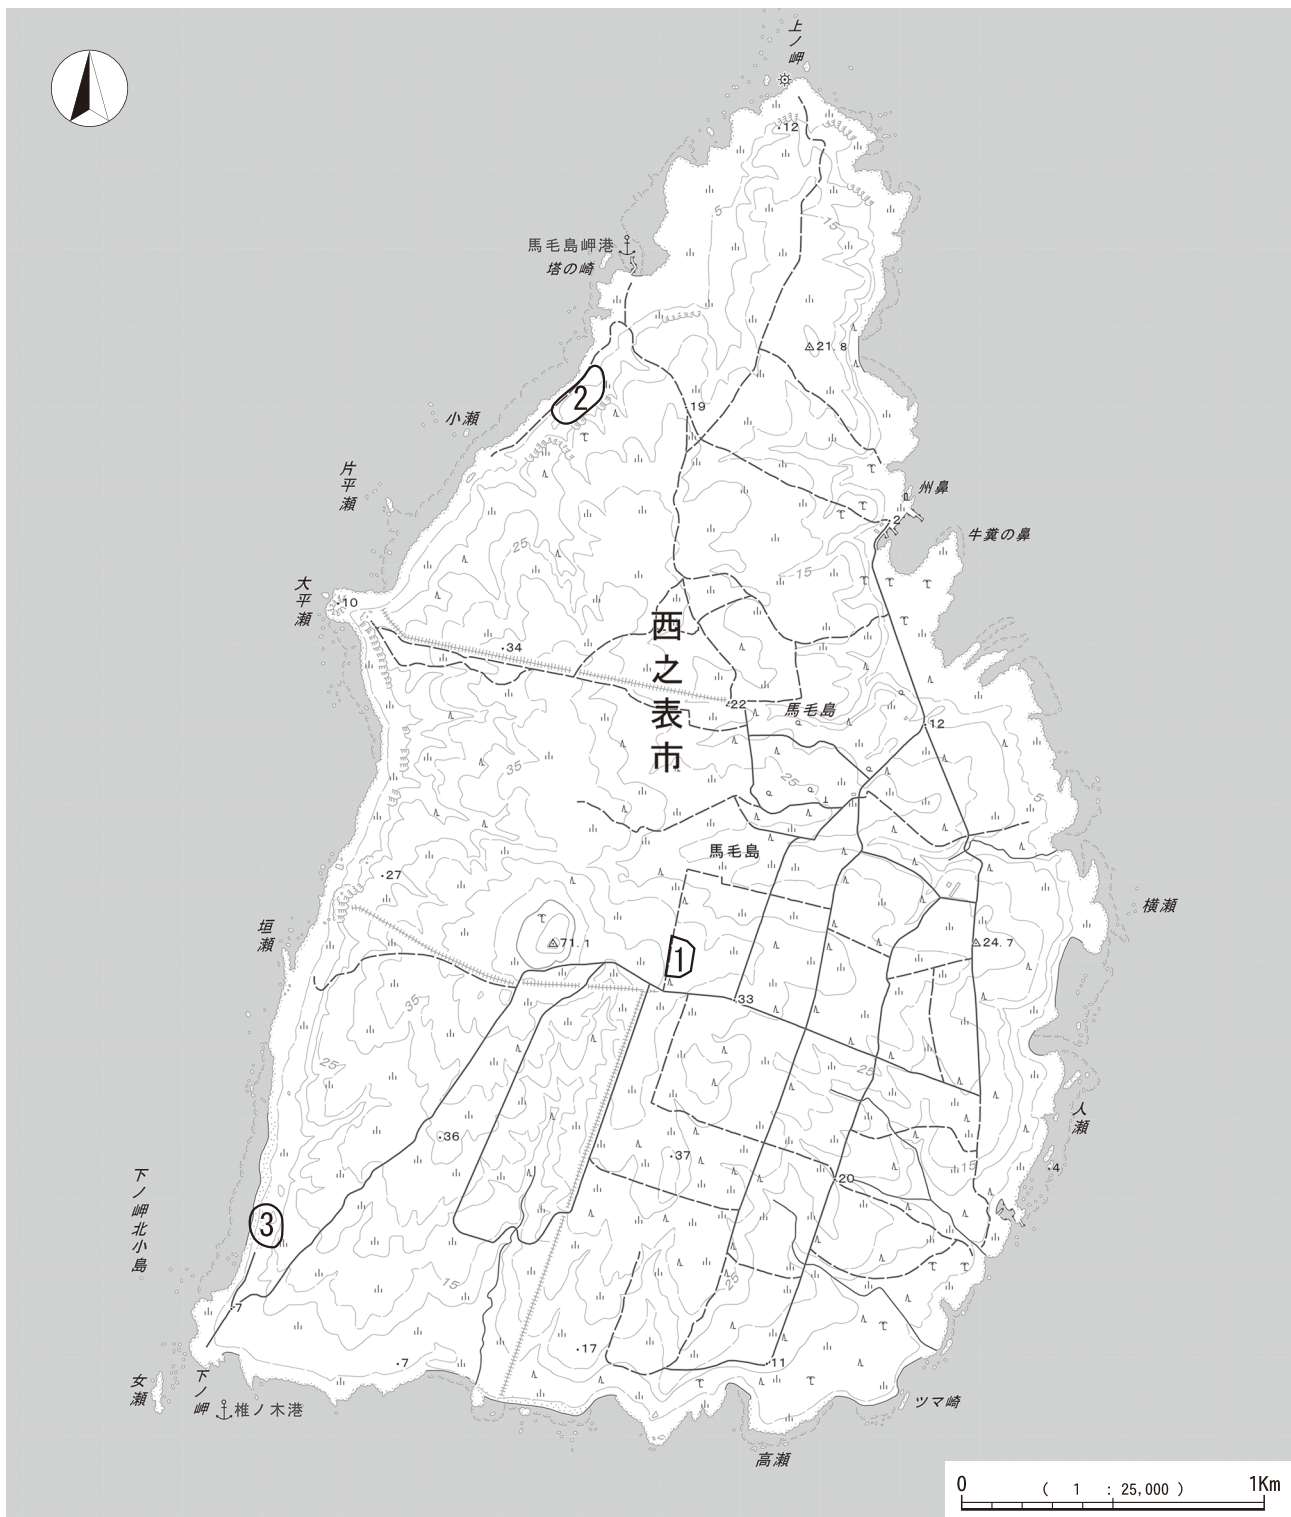 上ノ岬
12
5
15
馬毛島岬港
塔の崎
21.8
②
19
小瀬
片平瀬
州鼻
2
牛糞の鼻
25
15
大平瀬
10
34
西之表市
22
馬毛島
12
35
25
5
馬毛島
27
横瀬
垣瀬
71.1
①
24.7
33
35
25
25
人瀬
36
37
15
4
下ノ岬北小島
20
③
15
25
7
17
7
11
女瀬
下ノ岬
椎ノ木港
ツマ崎
高瀬
0 ( 1 : 25,000 ) 1Km